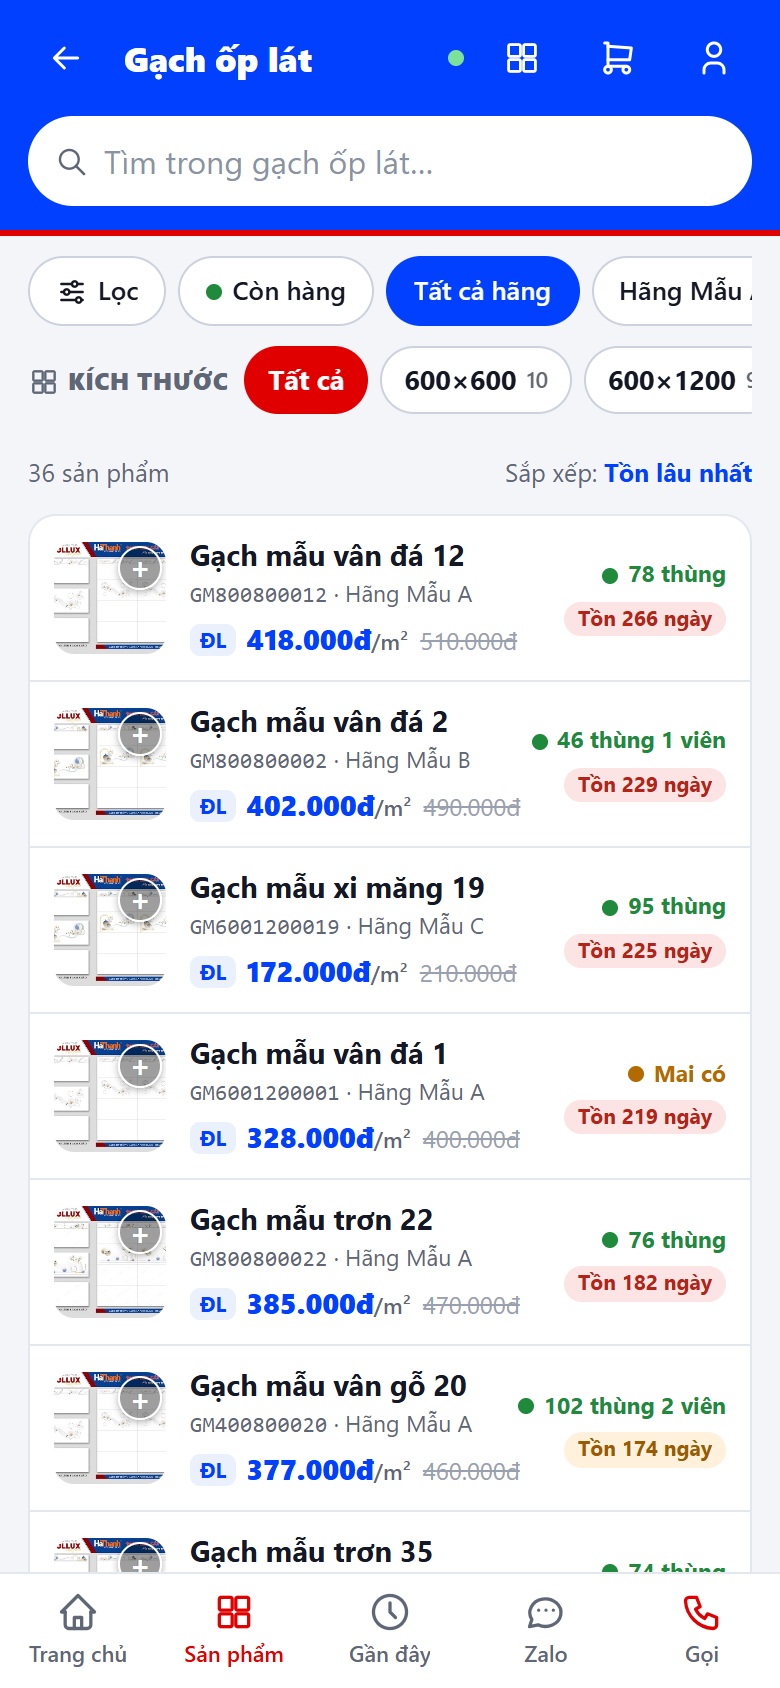 Gạch ốp lát
Tìm trong gạch ốp lát...
Lọc
Còn hàng
Tất cả hãng
Hãng Mẫu
KÍCH THƯỚC
Tất cả
600×600 10
600×1200
36 sản phẩm
Sắp xếp: Tồn lâu nhất
Gạch mẫu vân đá 12
78 thùng
GM800800012 · Hãng Mẫu A
Tồn 266 ngày
ĐL 418.000đ/m² 510.000đ
Gạch mẫu vân đá 2
46 thùng 1 viên
GM800800002 · Hãng Mẫu B
Tồn 229 ngày
ĐL 402.000đ/m² 490.000đ
Gạch mẫu xi măng 19
95 thùng
GM6001200019 · Hãng Mẫu C
Tồn 225 ngày
ĐL 172.000đ/m² 210.000đ
Gạch mẫu vân đá 1
Mai có
GM6001200001 · Hãng Mẫu A
Tồn 219 ngày
ĐL 328.000đ/m² 400.000đ
Gạch mẫu trơn 22
76 thùng
GM800800022 · Hãng Mẫu A
Tồn 182 ngày
ĐL 385.000đ/m² 470.000đ
Gạch mẫu vân gỗ 20
102 thùng 2 viên
GM400800020 · Hãng Mẫu A
Tồn 174 ngày
ĐL 377.000đ/m² 460.000đ
Gạch mẫu trơn 35
74 thùng
Trang chủ
Sản phẩm
Gần đây
Zalo
Gọi